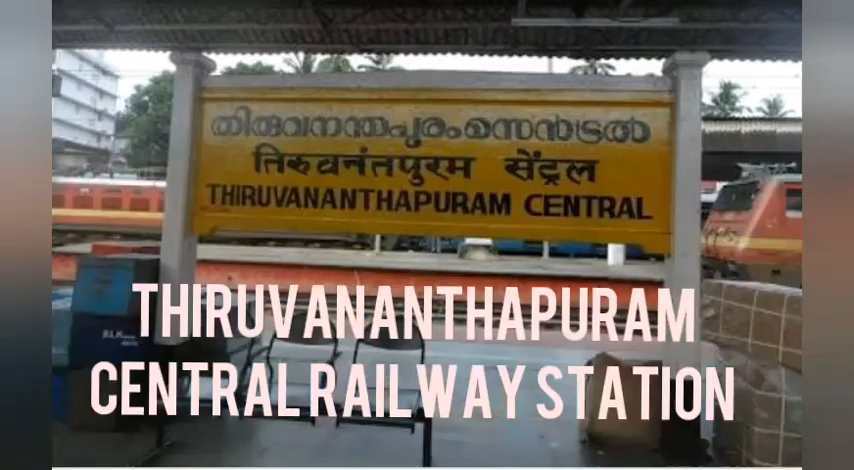 തിരുവനന്തപുരംസെൻട്രൽ
तिरुवनंतपुरम सेंट्रल
THIRUVANANTHAPURAM CENTRAL
THIRUVANANTHAPURAM
CENTRAL RAILWAY STATION